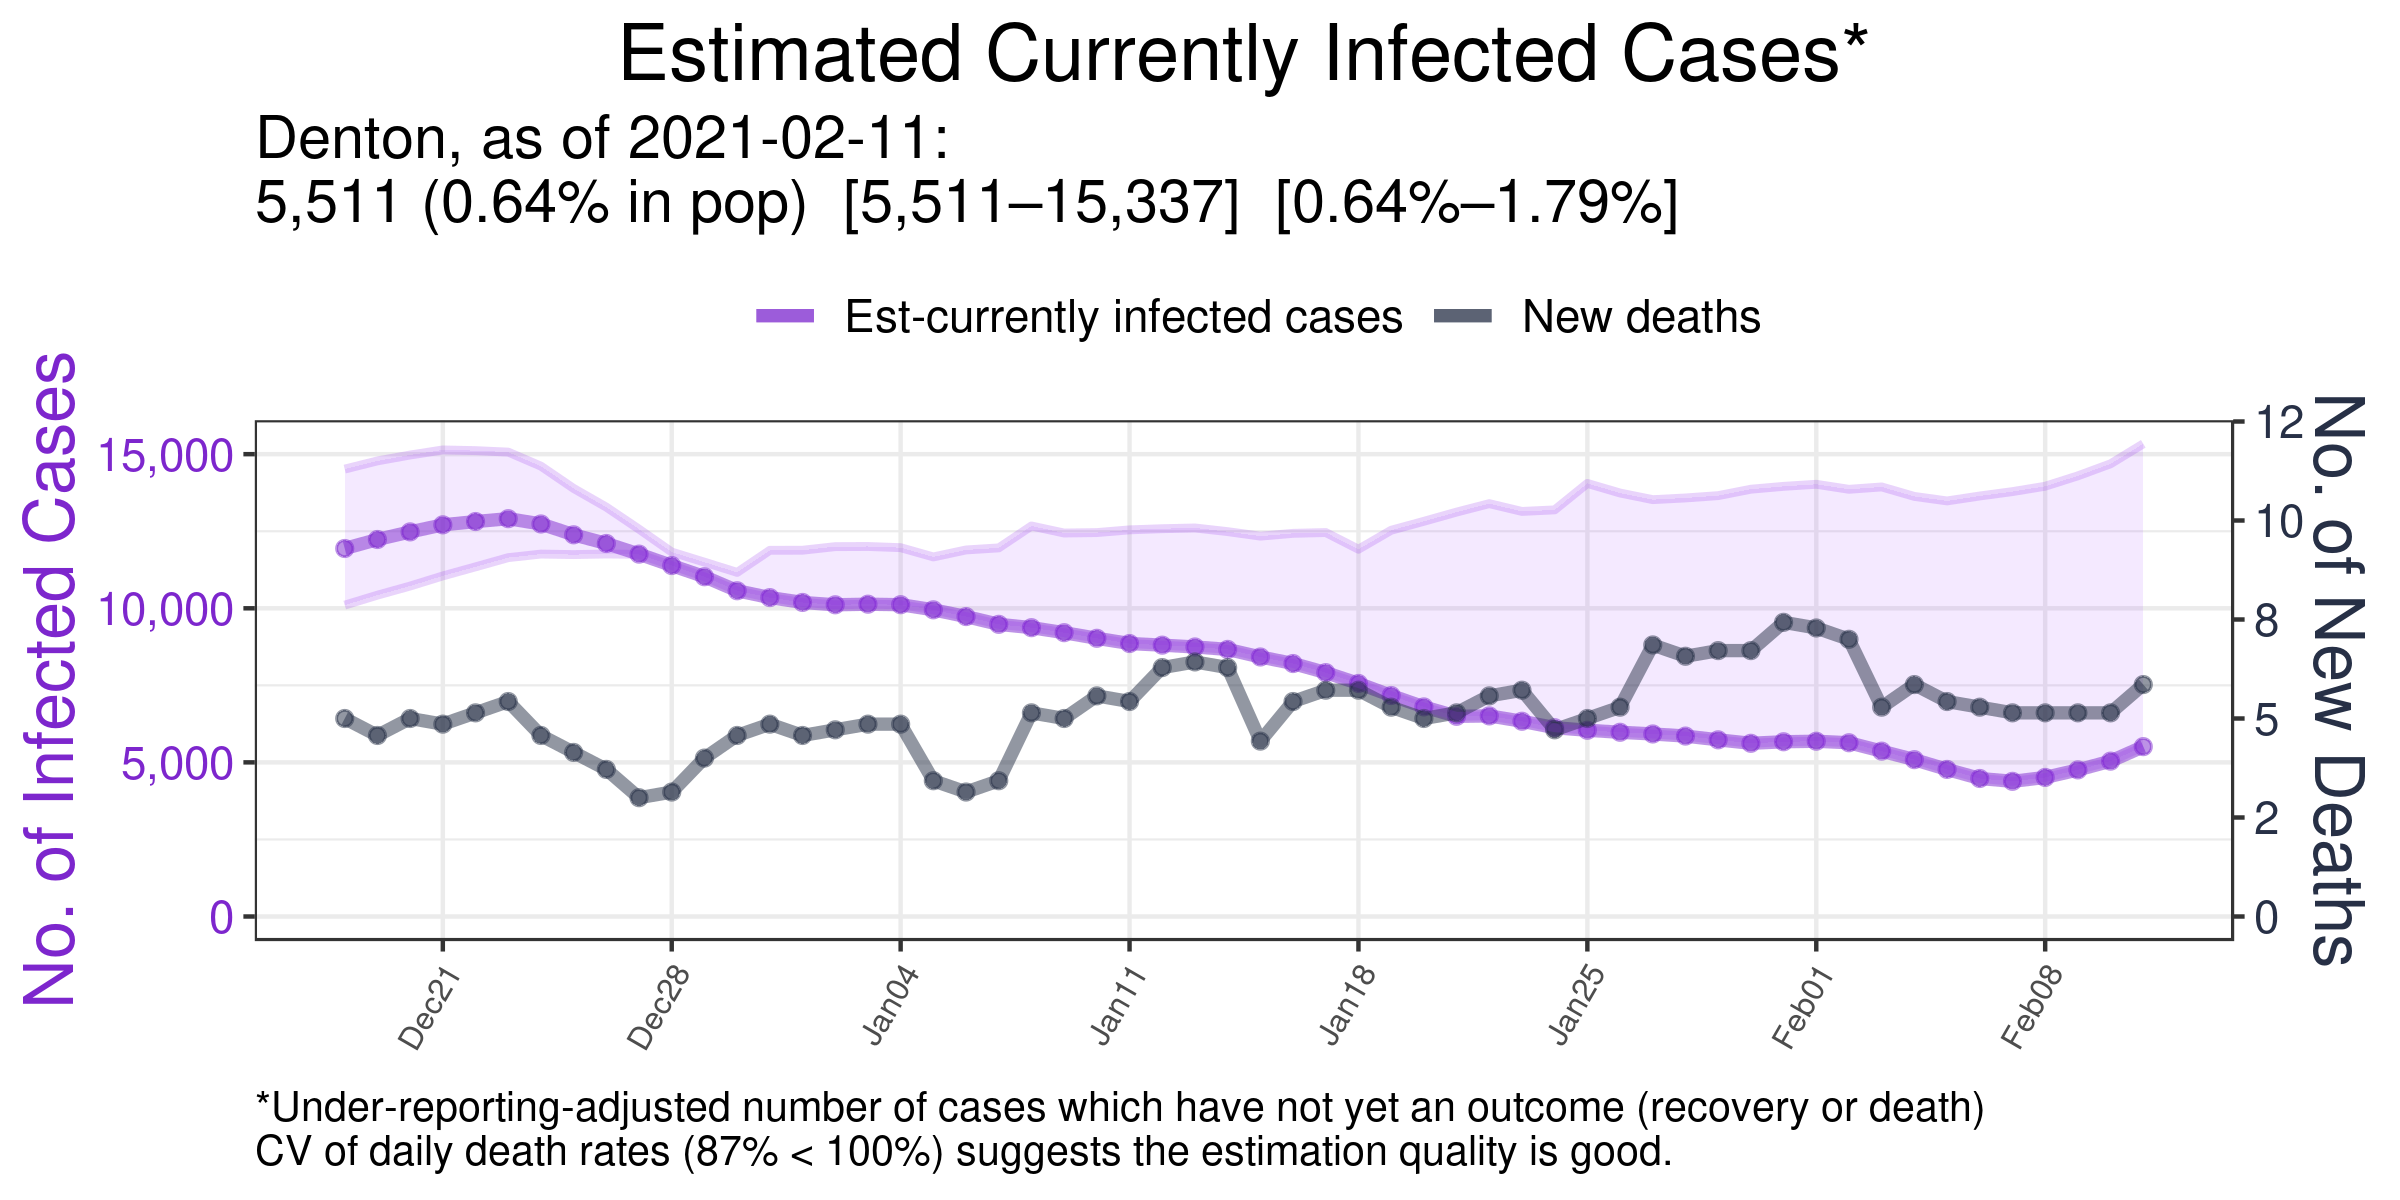 Estimated Currently Infected Cases*
Denton, as of 2021-02-11:
5,511 (0.64% in pop)  [5,511–15,337]  [0.64%–1.79%]
Est-currently infected cases
New deaths
No. of Infected Cases
15,000
10,000
5,000
0
12
10
8
5
2
0
No. of New Deaths
Dec21
Dec28
Jan04
Jan11
Jan18
Jan25
Feb01
Feb08
*Under-reporting-adjusted number of cases which have not yet an outcome (recovery or death)
CV of daily death rates (87% < 100%) suggests the estimation quality is good.